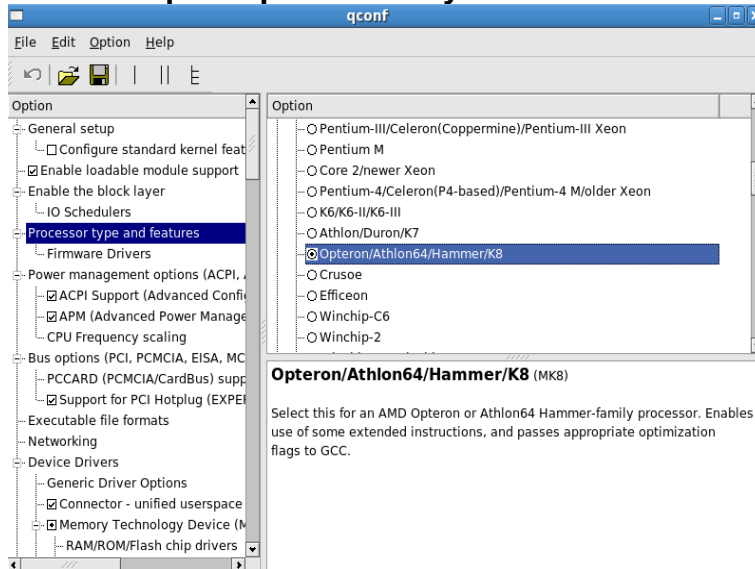 qconf
File Edit Option Help
Option
General setup
Configure standard kernel feat
Enable loadable module support
Enable the block layer
IO Schedulers
Processor type and features
Firmware Drivers
Power management options (ACPI,
ACPI Support (Advanced Config
APM (Advanced Power Manage
CPU Frequency scaling
Bus options (PCI, PCMCIA, EISA, MC
PCCARD (PCMCIA/CardBus) supp
Support for PCI Hotplug (EXPER
Executable file formats
Networking
Device Drivers
Generic Driver Options
Connector - unified userspace
Memory Technology Device (M
RAM/ROM/Flash chip drivers
Option
Pentium-III/Celeron(Coppermine)/Pentium-III Xeon
Pentium M
Core 2/newer Xeon
Pentium-4/Celeron(P4-based)/Pentium-4 M/older Xeon
K6/K6-II/K6-III
Athlon/Duron/K7
Opteron/Athlon64/Hammer/K8
Crusoe
Efficeon
Winchip-C6
Winchip-2
Opteron/Athlon64/Hammer/K8 (MK8)
Select this for an AMD Opteron or Athlon64 Hammer-family processor. Enables
use of some extended instructions, and passes appropriate optimization
flags to GCC.